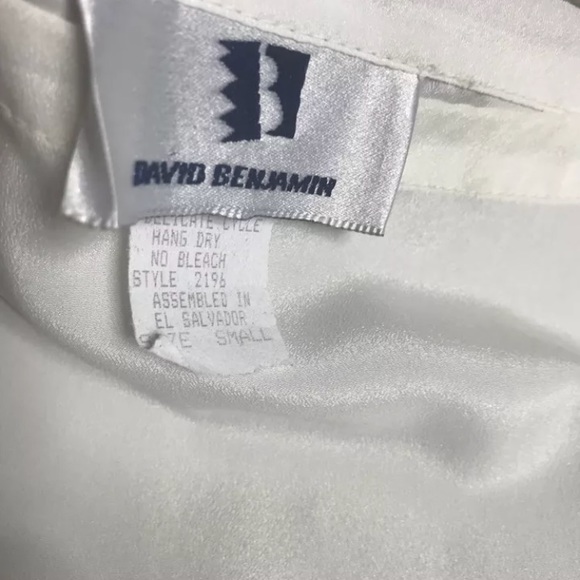 DAVID BENJAMIN
DELICATE CYCLE
HANG DRY
NO BLEACH
STYLE 2196
ASSEMBLED IN
EL SALVADOR
SIZE SMALL